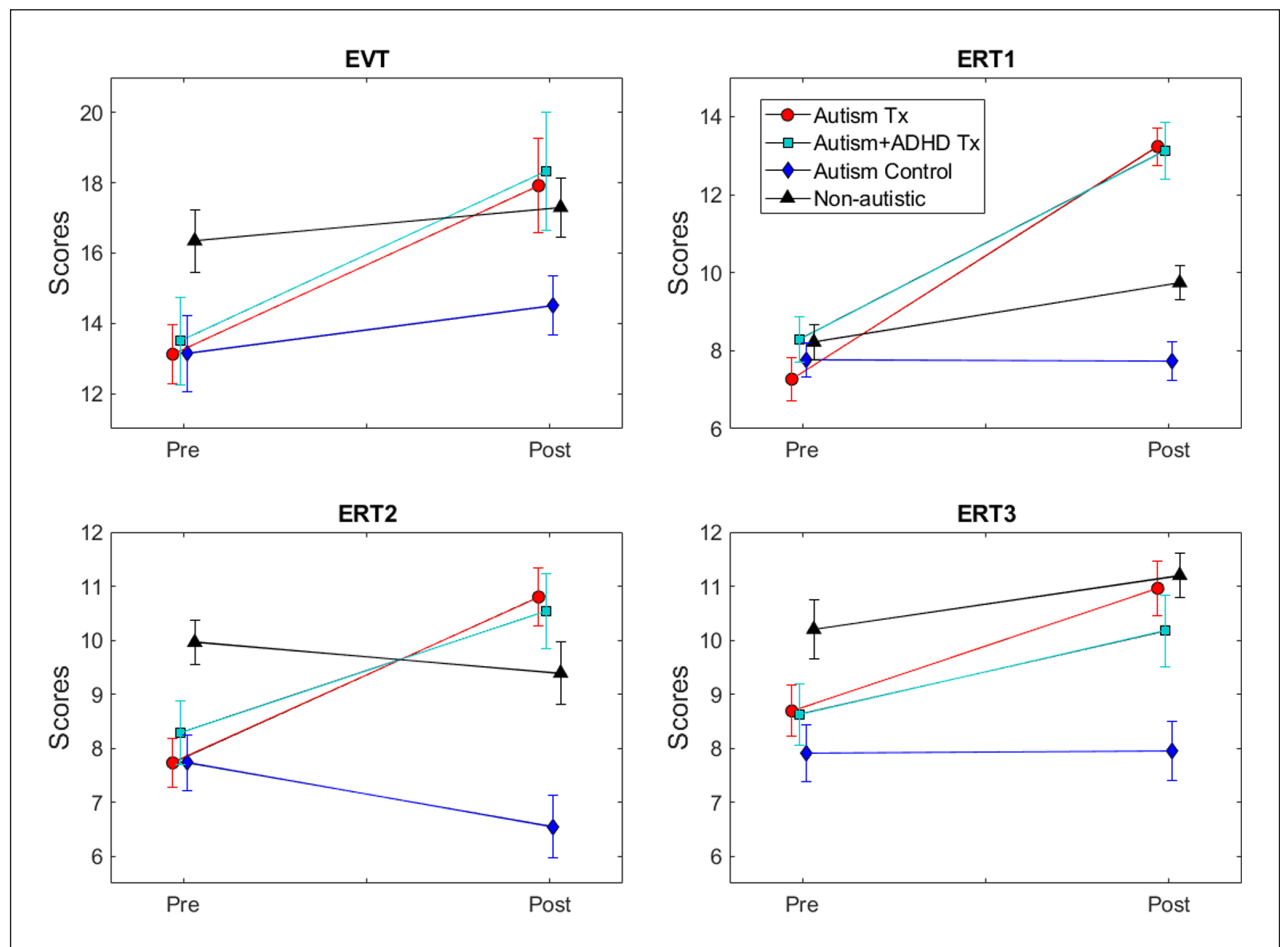 EVT
20
18
16
14
12
Scores
Pre
Post
ERT1
14
12
10
8
6
Scores
Pre
Post
Autism Tx
Autism+ADHD Tx
Autism Control
Non-autistic
ERT2
12
11
10
9
8
7
6
Scores
Pre
Post
ERT3
12
11
10
9
8
7
6
Scores
Pre
Post